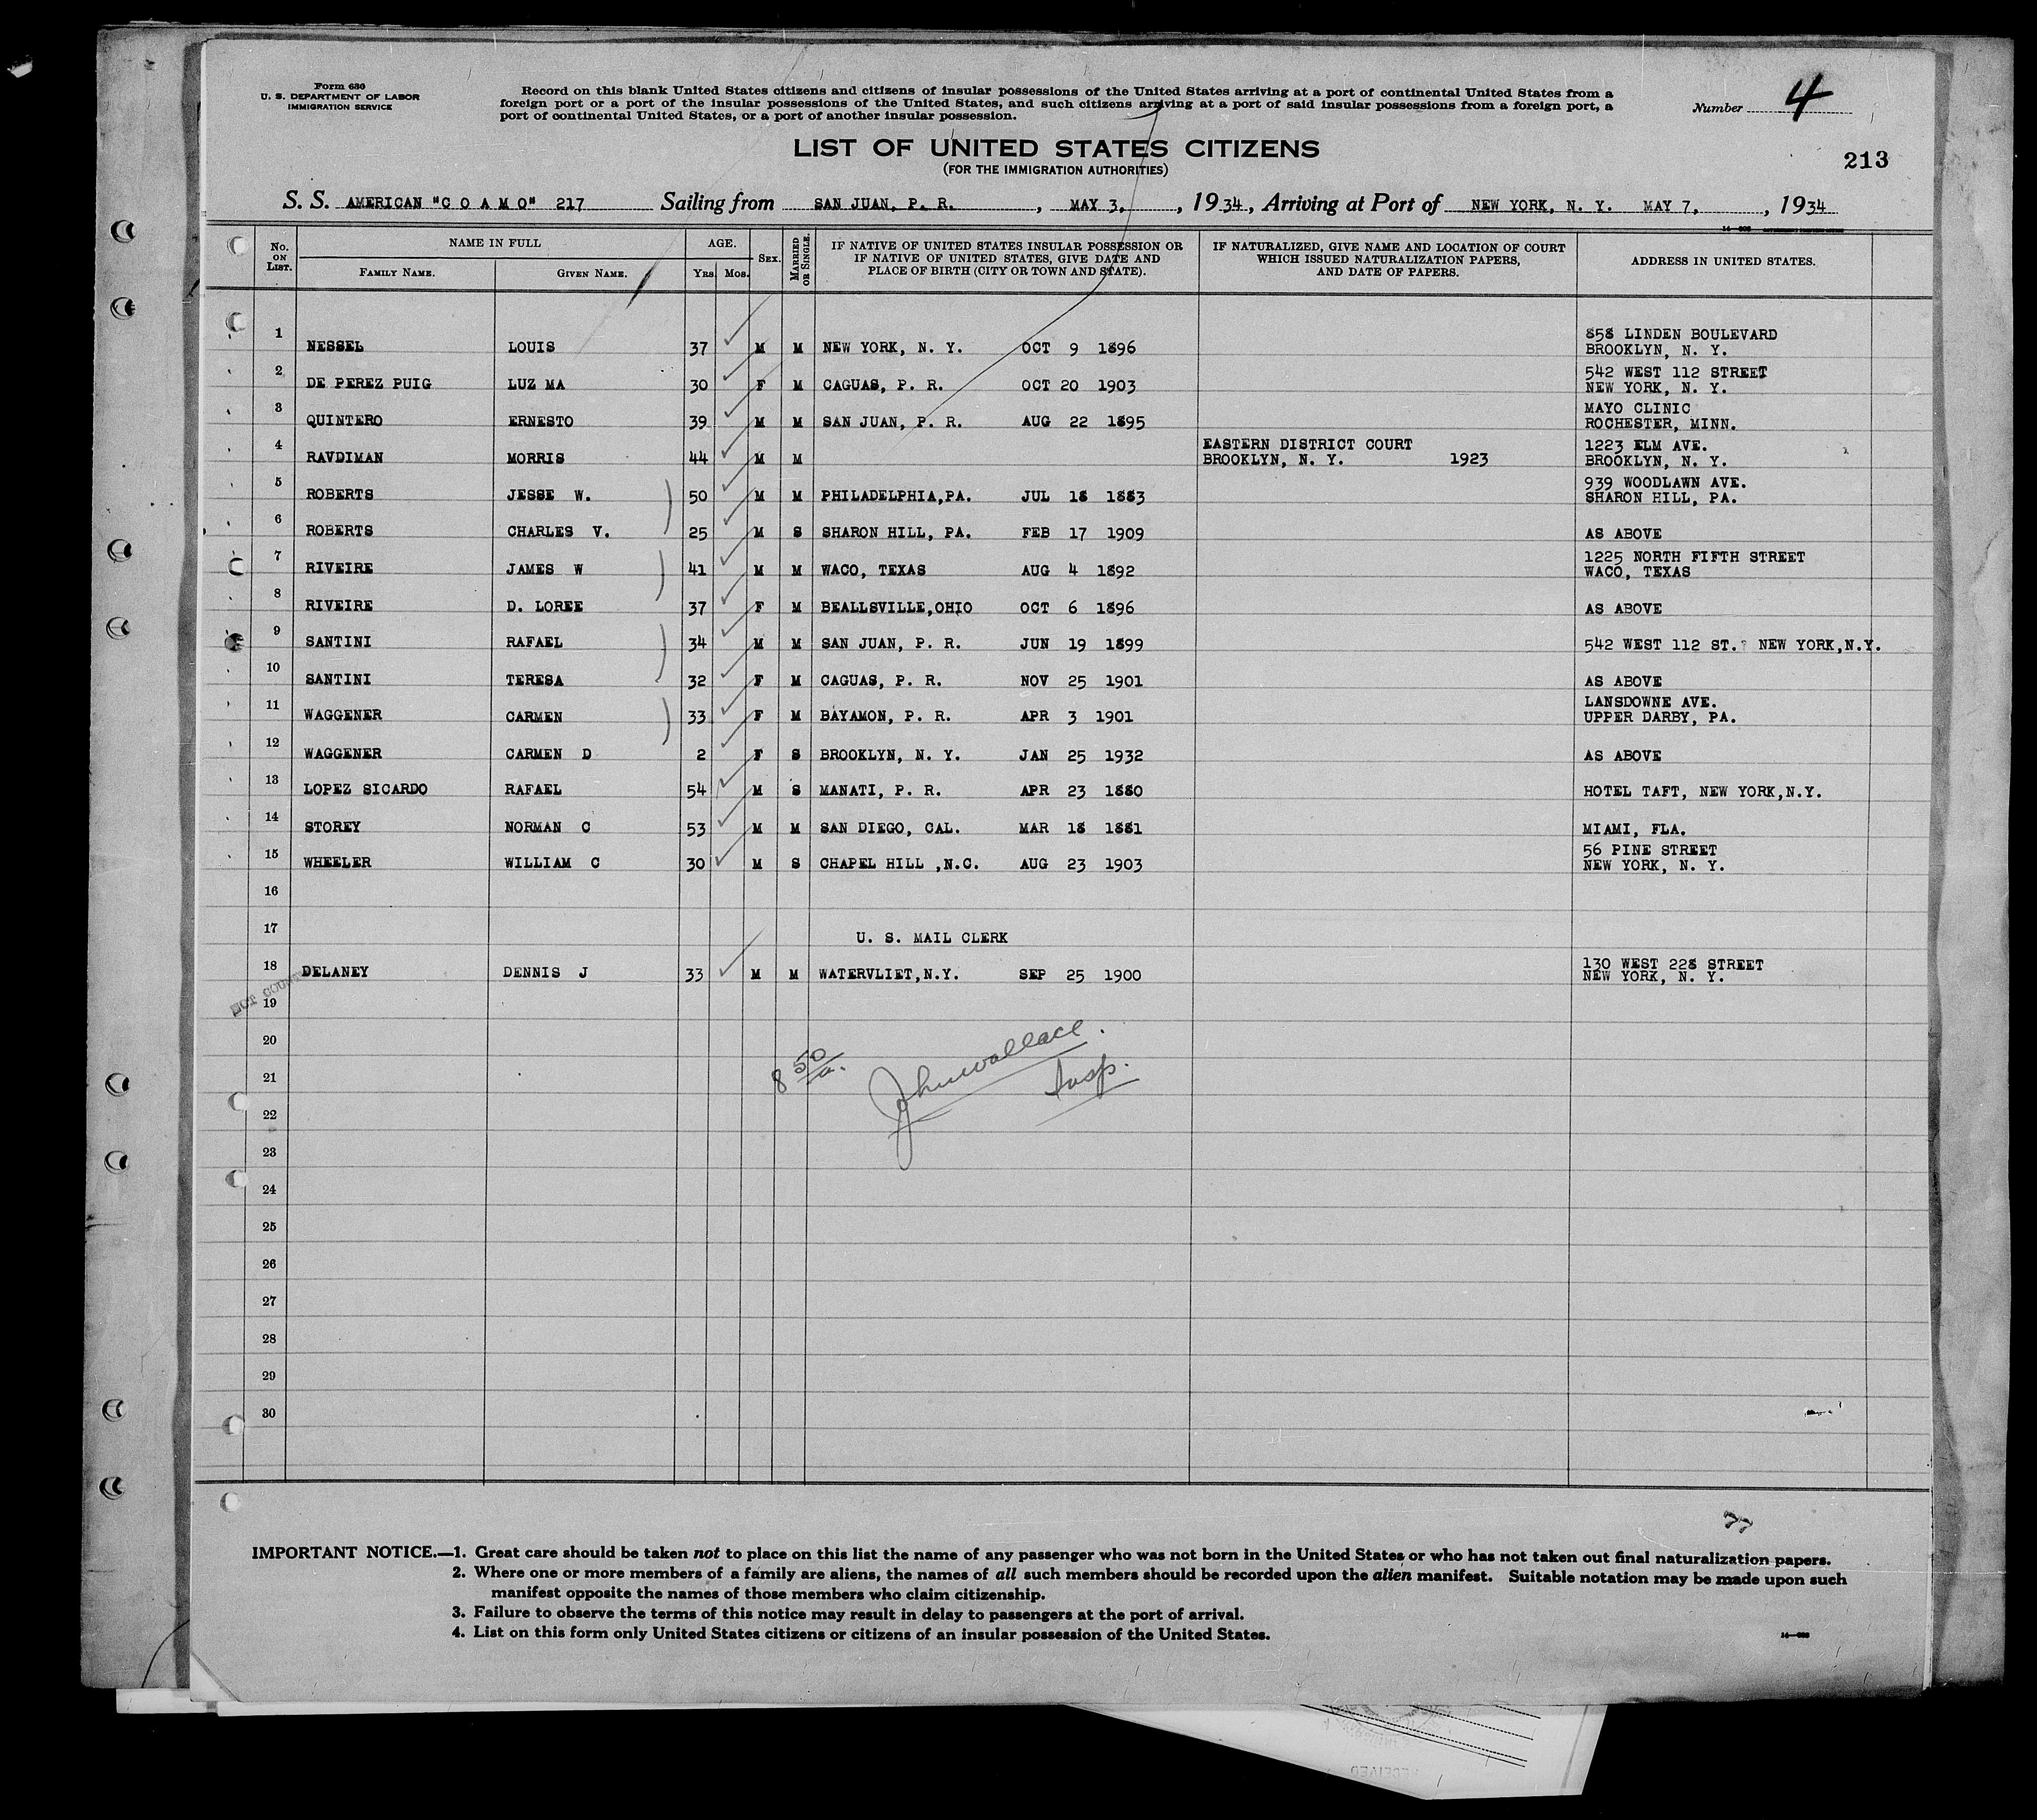 Form 630
U. S. DEPARTMENT OF LABOR
IMMIGRATION SERVICE
Record on this blank United States citizens and citizens of insular possessions of the United States arriving at a port of continental United States from a
foreign port or a port of the insular possessions of the United States, and such citizens arriving at a port of said insular possessions from a foreign port, a
port of continental United States, or a port of another insular possession.
Number 4
LIST OF UNITED STATES CITIZENS
(FOR THE IMMIGRATION AUTHORITIES)
213
S. S. AMERICAN "C O A M O" 217 Sailing from SAN JUAN, P. R., MAY 3, , 1934, Arriving at Port of NEW YORK, N. Y. MAY 7, , 1934
No. ON LIST. NAME IN FULL FAMILY NAME. GIVEN NAME. AGE. Yrs. Mos. SEX. MARRIED OR SINGLE. IF NATIVE OF UNITED STATES INSULAR POSSESSION OR IF NATIVE OF UNITED STATES, GIVE DATE AND PLACE OF BIRTH (CITY OR TOWN AND STATE). IF NATURALIZED, GIVE NAME AND LOCATION OF COURT WHICH ISSUED NATURALIZATION PAPERS, AND DATE OF PAPERS. ADDRESS IN UNITED STATES.
1 NESSEL LOUIS 37 M M NEW YORK, N. Y. OCT 9 1896 858 LINDEN BOULEVARD
BROOKLYN, N. Y.
2 DE PEREZ PUIG LUZ MA 30 F M CAGUAS, P. R. OCT 20 1903 542 WEST 112 STREET
NEW YORK, N. Y.
3 QUINTERO ERNESTO 39 M M SAN JUAN, P. R. AUG 22 1895 MAYO CLINIC
ROCHESTER, MINN.
4 RAVDIMAN MORRIS 44 M M EASTERN DISTRICT COURT
BROOKLYN, N. Y. 1923 1223 ELM AVE.
BROOKLYN, N. Y.
5 ROBERTS JESSE W. 50 M M PHILADELPHIA,PA. JUL 18 1883 939 WOODLAWN AVE.
SHARON HILL, PA.
6 ROBERTS CHARLES V. 25 M S SHARON HILL, PA. FEB 17 1909 AS ABOVE
7 RIVEIRE JAMES W 41 M M WACO, TEXAS AUG 4 1892 1225 NORTH FIFTH STREET
WACO, TEXAS
8 RIVEIRE D. LOREE 37 F M BEALLSVILLE,OHIO OCT 6 1896 AS ABOVE
9 SANTINI RAFAEL 34 M M SAN JUAN, P. R. JUN 19 1899 542 WEST 112 ST. NEW YORK,N.Y.
10 SANTINI TERESA 32 F M CAGUAS, P. R. NOV 25 1901 AS ABOVE
11 WAGGENER CARMEN 33 F M BAYAMON, P. R. APR 3 1901 LANSDOWNE AVE.
UPPER DARBY, PA.
12 WAGGENER CARMEN D 2 F S BROOKLYN, N. Y. JAN 25 1932 AS ABOVE
13 LOPEZ SICARDO RAFAEL 54 M S MANATI, P. R. APR 23 1880 HOTEL TAFT, NEW YORK,N.Y.
14 STOREY NORMAN C 53 M M SAN DIEGO, CAL. MAR 18 1881 MIAMI, FLA.
15 WHEELER WILLIAM C 30 M S CHAPEL HILL ,N.C. AUG 23 1903 56 PINE STREET
NEW YORK, N. Y.
16
17 U. S. MAIL CLERK
18 DELANEY DENNIS J 33 M M WATERVLIET,N.Y. SEP 25 1900 130 WEST 228 STREET
NEW YORK, N. Y.
19
20
21
22
23
24
25
26
27
28
29
30
8 50/a.
John Wallace.
Insp.
77
IMPORTANT NOTICE.—1. Great care should be taken not to place on this list the name of any passenger who was not born in the United States or who has not taken out final naturalization papers.
2. Where one or more members of a family are aliens, the names of all such members should be recorded upon the alien manifest. Suitable notation may be made upon such
manifest opposite the names of those members who claim citizenship.
3. Failure to observe the terms of this notice may result in delay to passengers at the port of arrival.
4. List on this form only United States citizens or citizens of an insular possession of the United States.